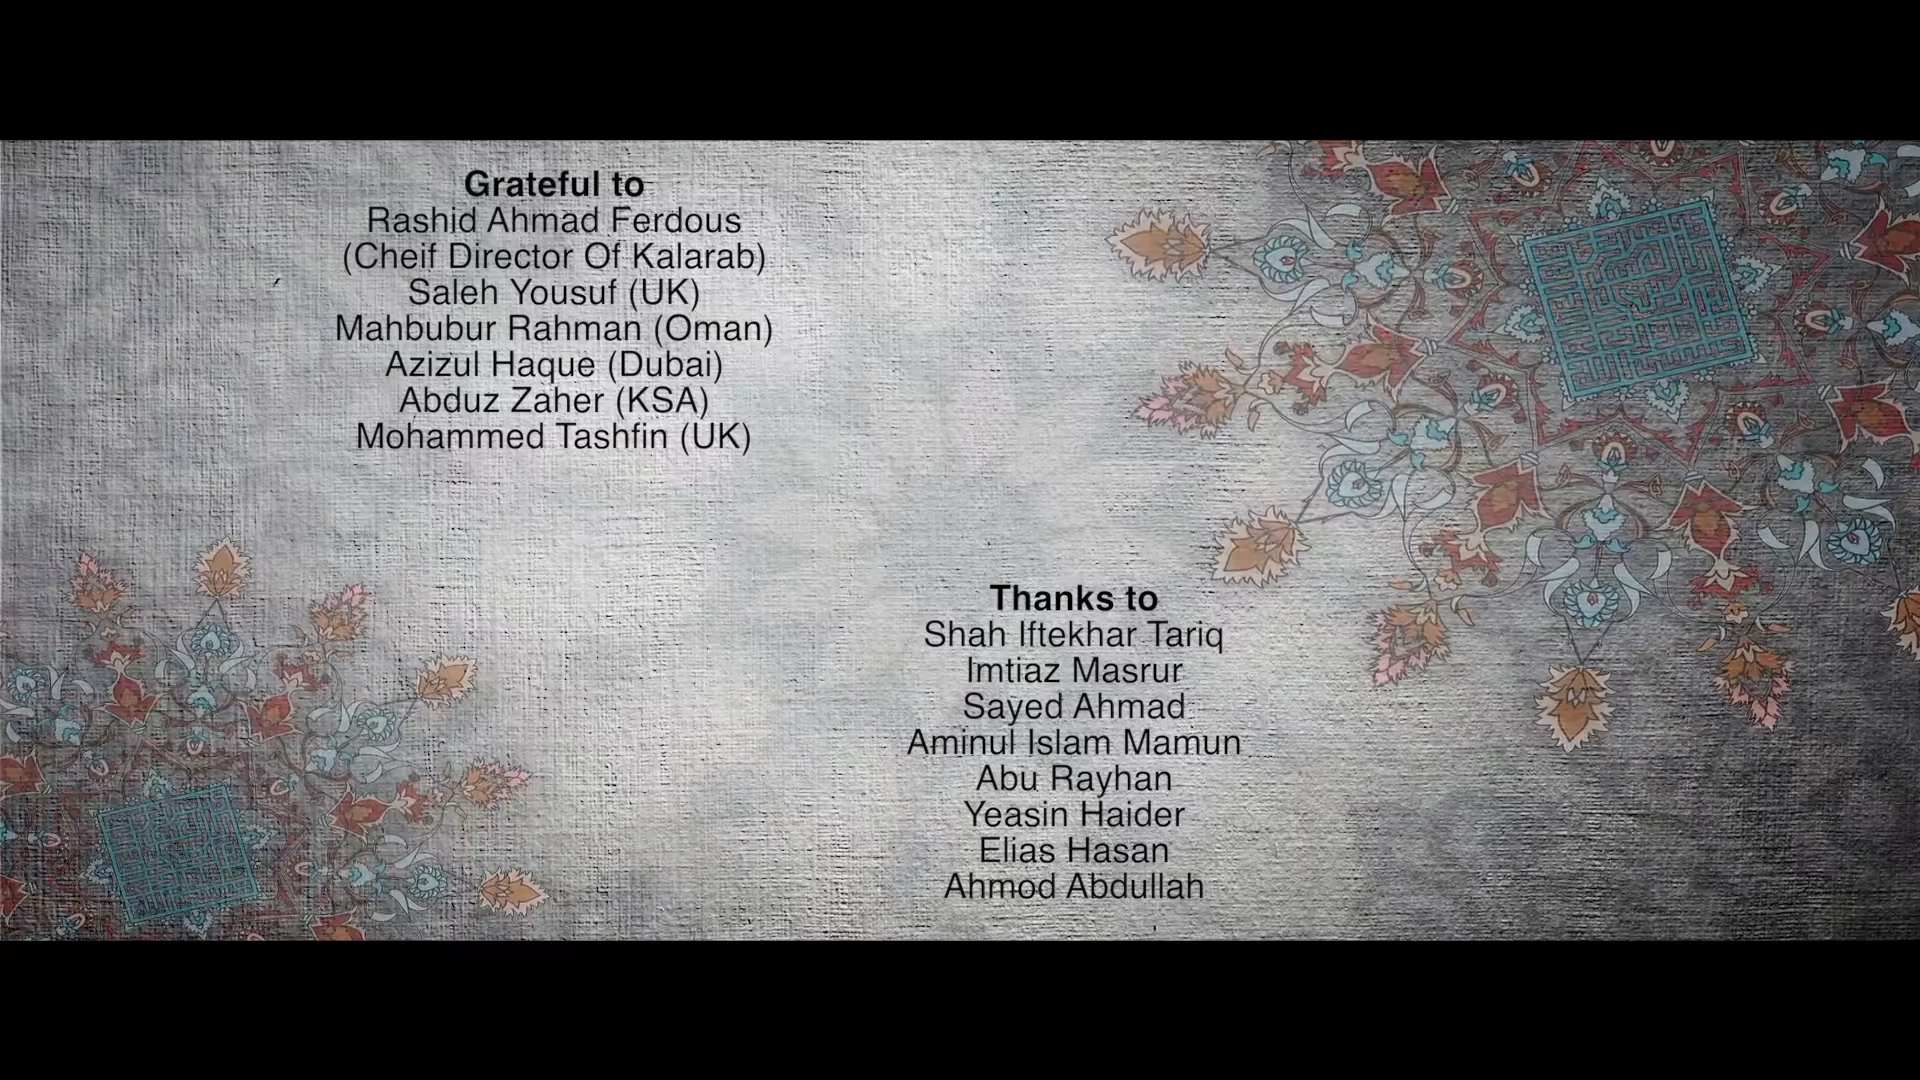 Grateful to
Rashid Ahmad Ferdous
(Cheif Director Of Kalarab)
Saleh Yousuf (UK)
Mahbubur Rahman (Oman)
Azizul Haque (Dubai)
Abduz Zaher (KSA)
Mohammed Tashfin (UK)
Thanks to
Shah Iftekhar Tariq
Imtiaz Masrur
Sayed Ahmad
Aminul Islam Mamun
Abu Rayhan
Yeasin Haider
Elias Hasan
Ahmod Abdullah